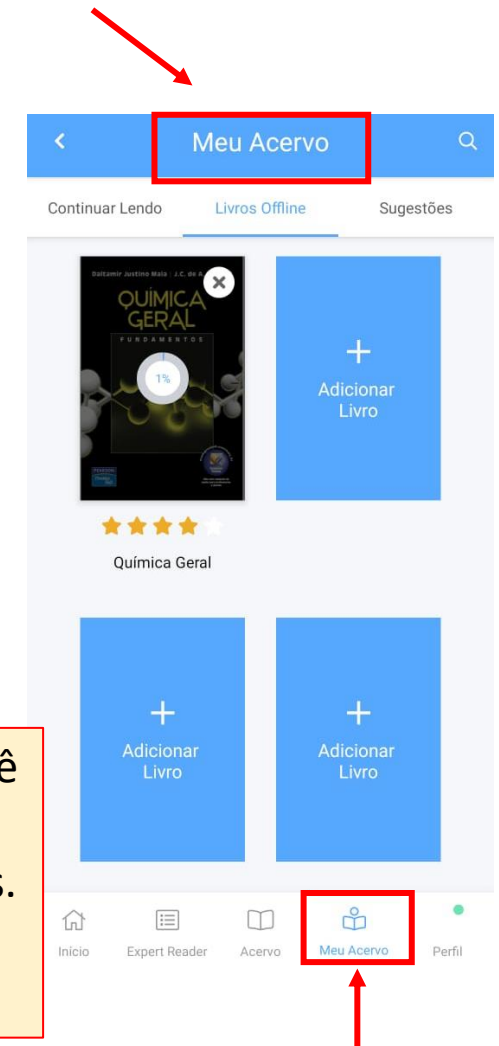 Meu Acervo
Continuar Lendo
Livros Offline
Sugestões
Daltamir Justino Maia : J.C. de A.
QUÍMICA
GERAL
FUNDAMENTOS
1%
Química Geral
Adicionar
Livro
Adicionar
Livro
Adicionar
Livro
ê
s.
Início
Expert Reader
Acervo
Meu Acervo
Perfil